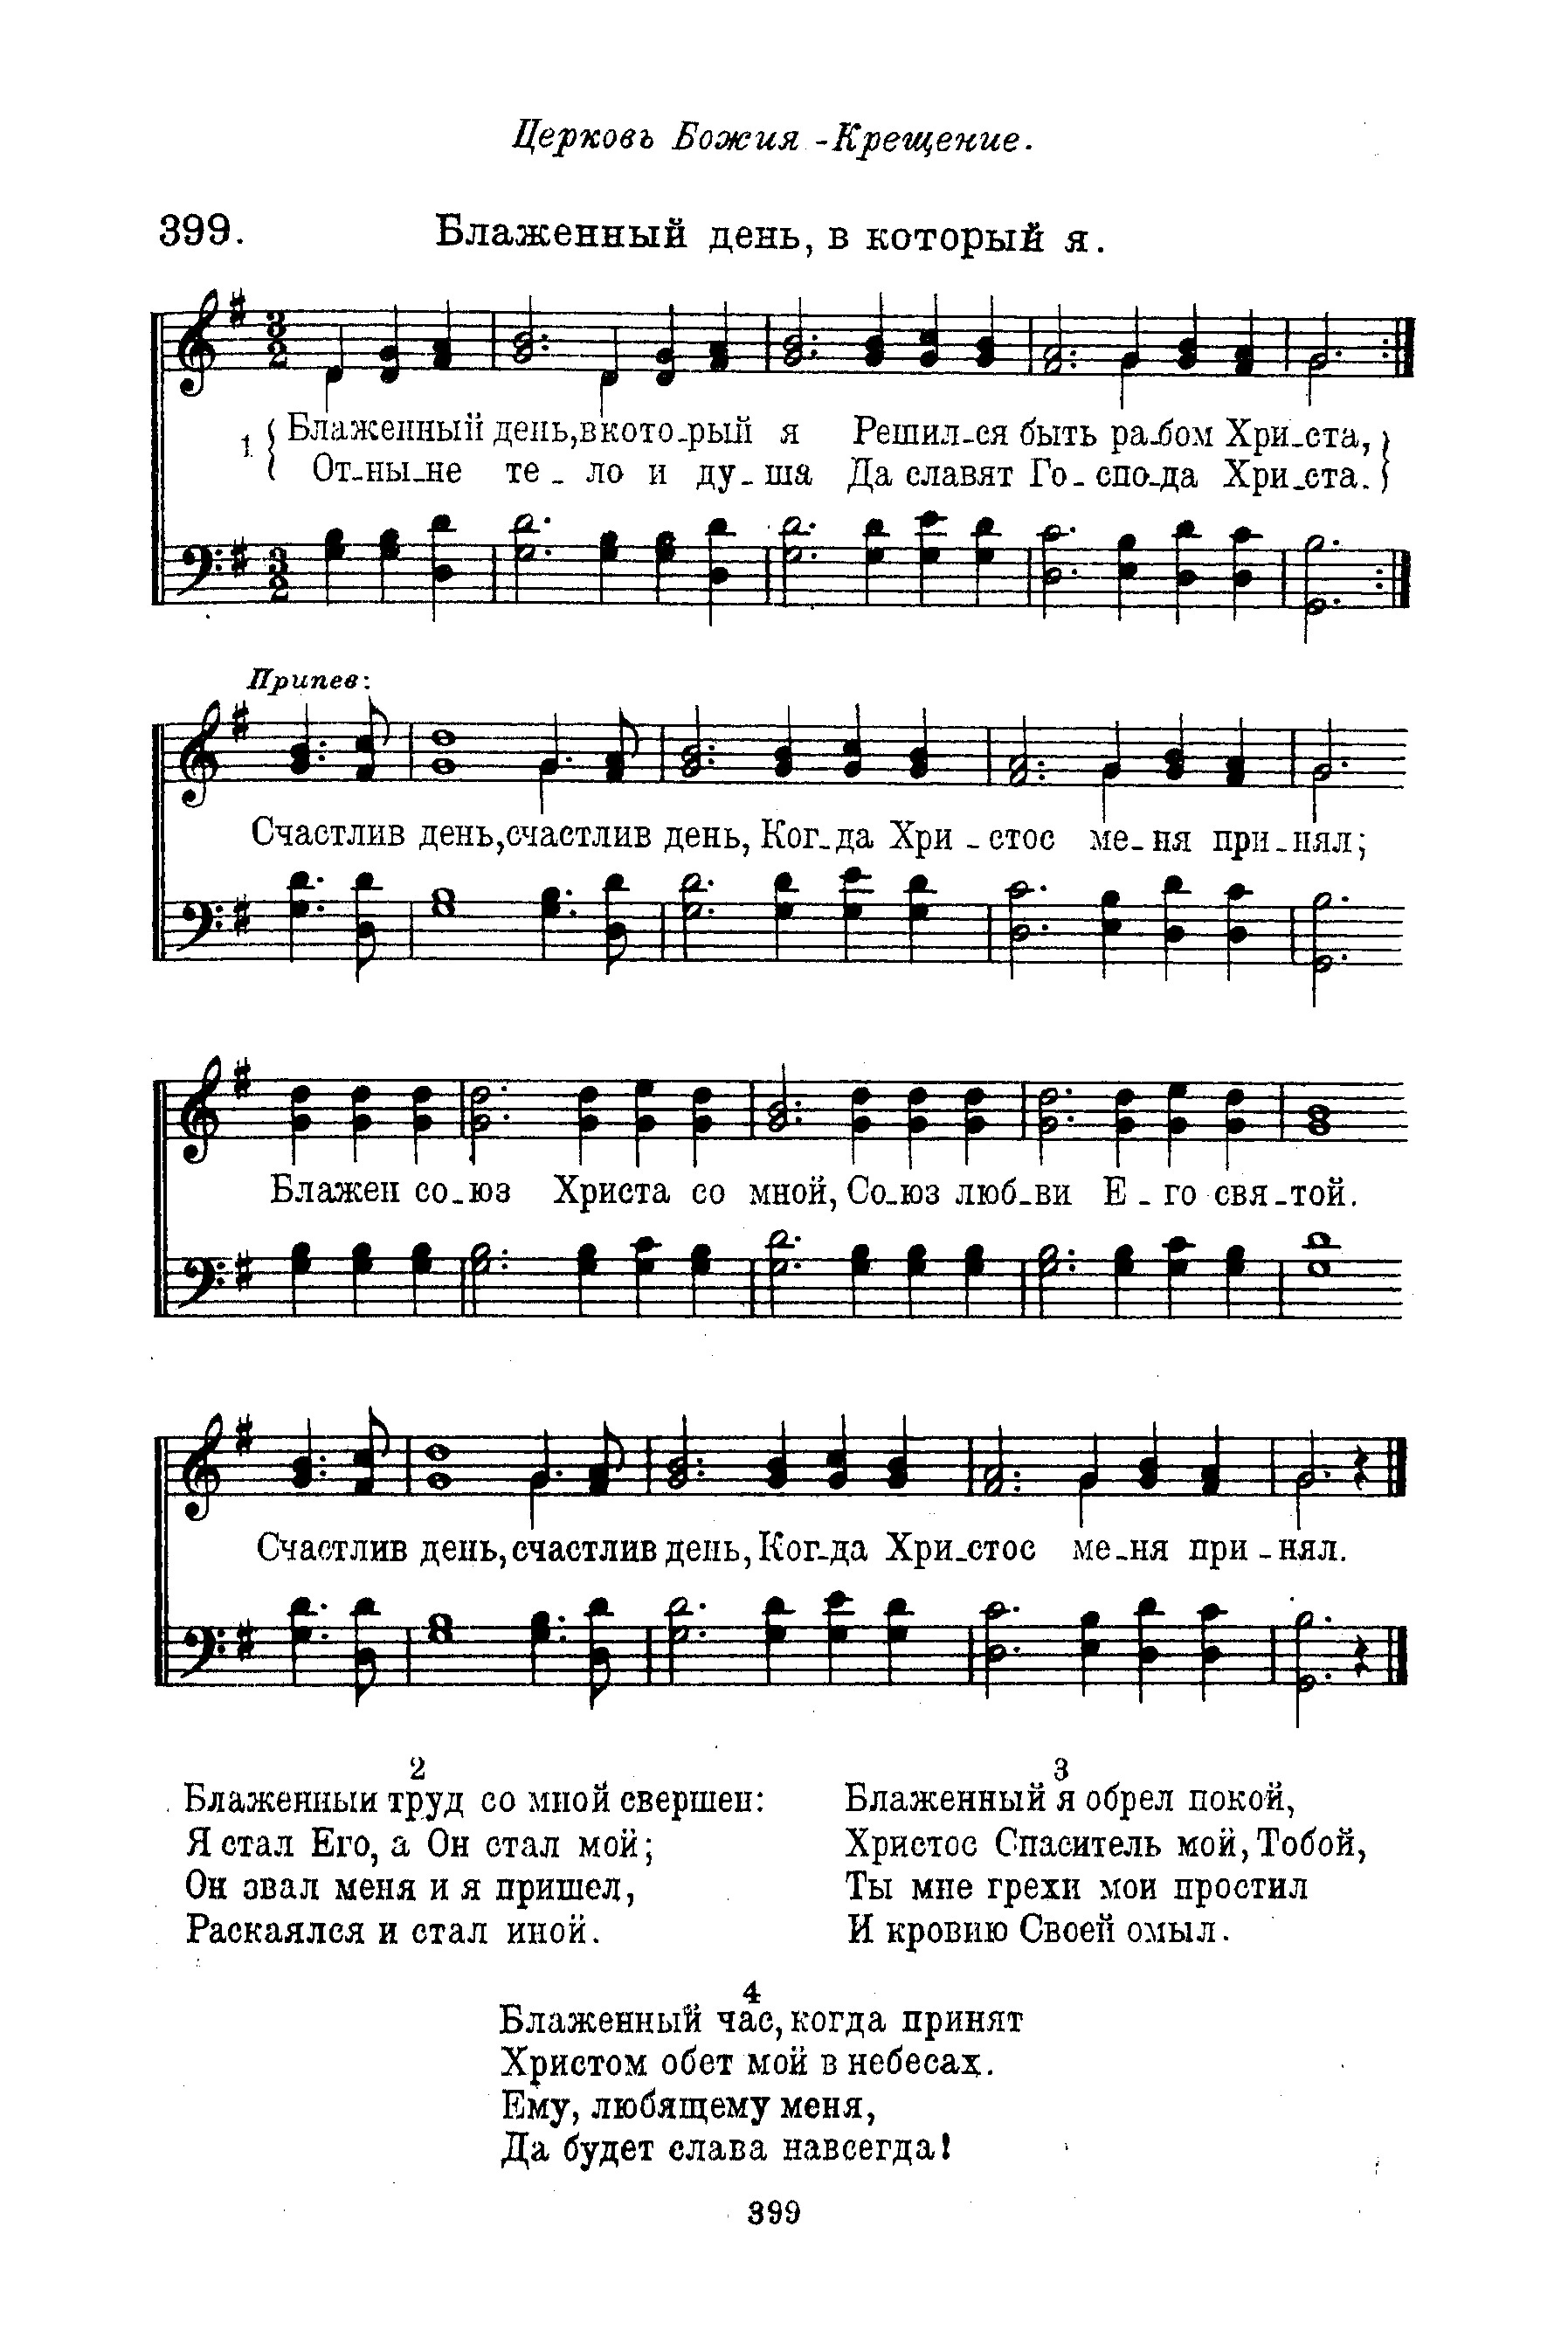 Церковь Божия - Крещение.
399. Блаженный день, в который я.
1. { Блаженный день, в кото-рый я Решил-ся быть ра-бом Хри-ста, }
{ От-ны-не те-ло и ду-ша Да славят Го-спо-да Хри-ста. }
Припев:
Счастлив день, счастлив день, Ког-да Хри-стос ме-ня при-нял;
Блажен со-юз Христа со мной, Со-юз люб-ви Е-го свя-той.
Счастлив день, счастлив день, Ког-да Хри-стос ме-ня при-нял.
2
Блаженныи труд со мной свершен:
Я стал Его, а Он стал мой;
Он звал меня и я пришел,
Раскаялся и стал иной.
3
Блаженный я обрел покой,
Христос Спаситель мой, Тобой,
Ты мне грехи мои простил
И кровию Своей омыл.
4
Блаженный час, когда принят
Христом обет мой в небесах.
Ему, любящему меня,
Да будет слава навсегда!
399